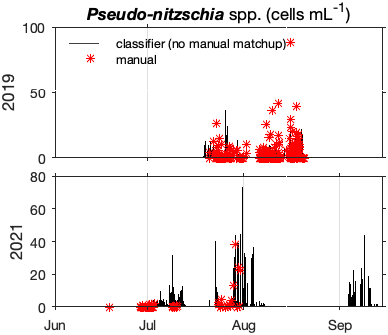 Pseudo-nitzschia spp. (cells mL-1)
100
classifier (no manual matchup)
manual
50
2019
0
80
60
40
2021
20
0
Jun Jul Aug Sep